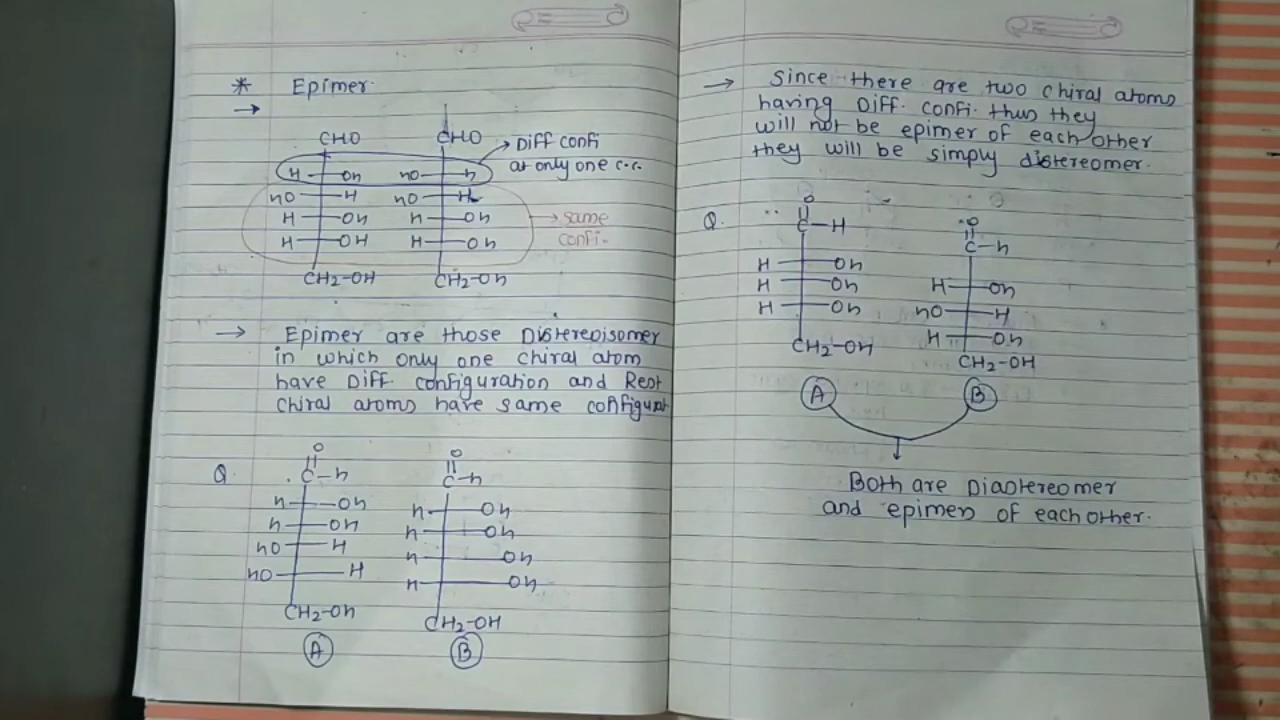 * Epimer.
→
CHO CHO → Diff confi
at only one c.c.
H OH HO H
HO H HO H
H OH H OH → same
confi.
H OH H OH
CH2-OH CH2-OH
→ Epimer are those Distereoisomer
in which only one chiral atom
have Diff. configuration and Rest
chiral atoms have same configurat
Q. O O
C-H C-H
H OH H OH
H OH H OH
HO H H OH
HO H H OH
CH2-OH CH2-OH
A B
→ Since there are two chiral atoms
having Diff. confi. thus they
will not be epimer of each other
they will be simply distereomer.
Q. O O
C-H C-H
H OH H OH
H OH HO H
H OH H OH
CH2-OH CH2-OH
A B
Both are Diastereomer
and epimers of each other.